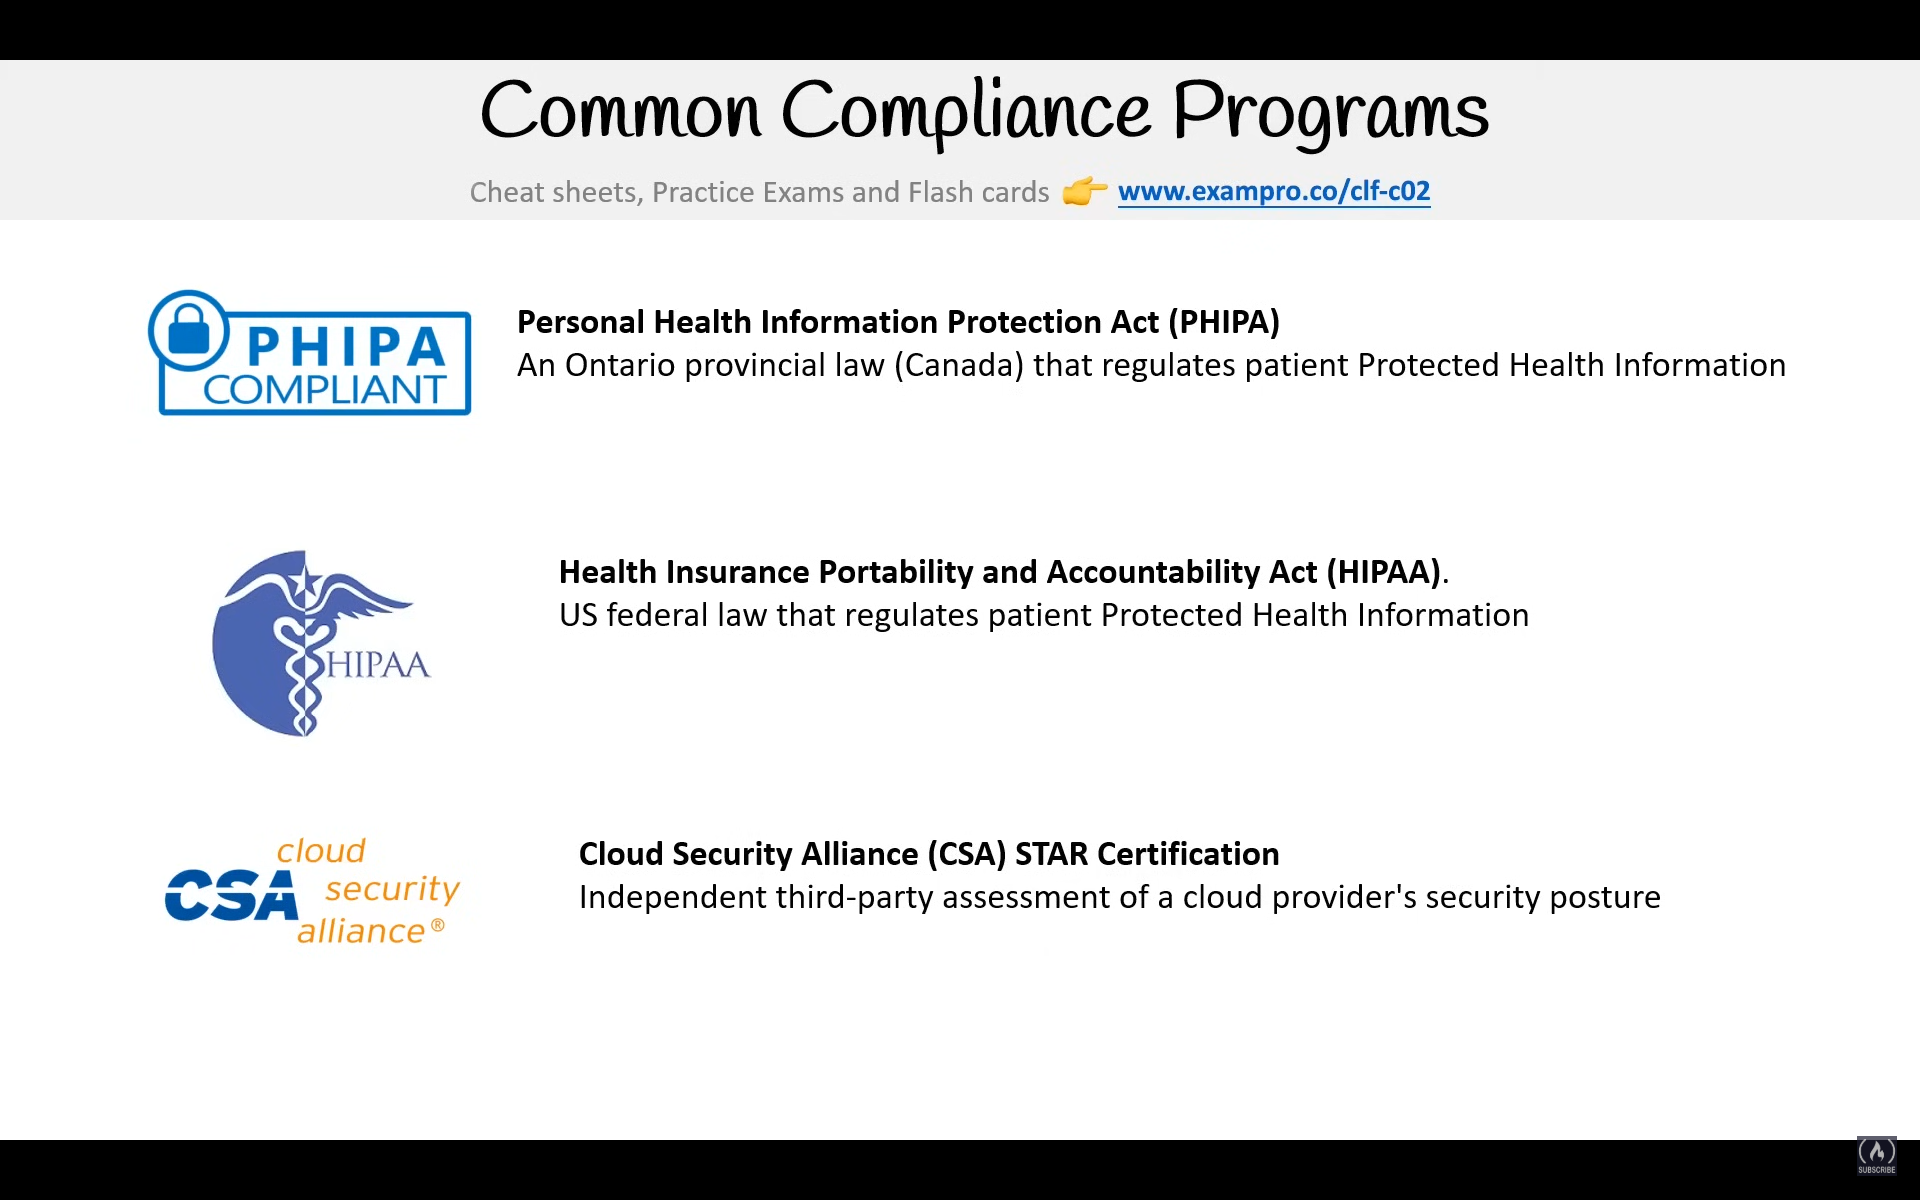 Common Compliance Programs
Cheat sheets, Practice Exams and Flash cards 👉 www.exampro.co/clf-c02
PHIPA
COMPLIANT
Personal Health Information Protection Act (PHIPA)
An Ontario provincial law (Canada) that regulates patient Protected Health Information
HIPAA
Health Insurance Portability and Accountability Act (HIPAA).
US federal law that regulates patient Protected Health Information
CSA cloud
security
alliance®
Cloud Security Alliance (CSA) STAR Certification
Independent third-party assessment of a cloud provider's security posture
SUBSCRIBE